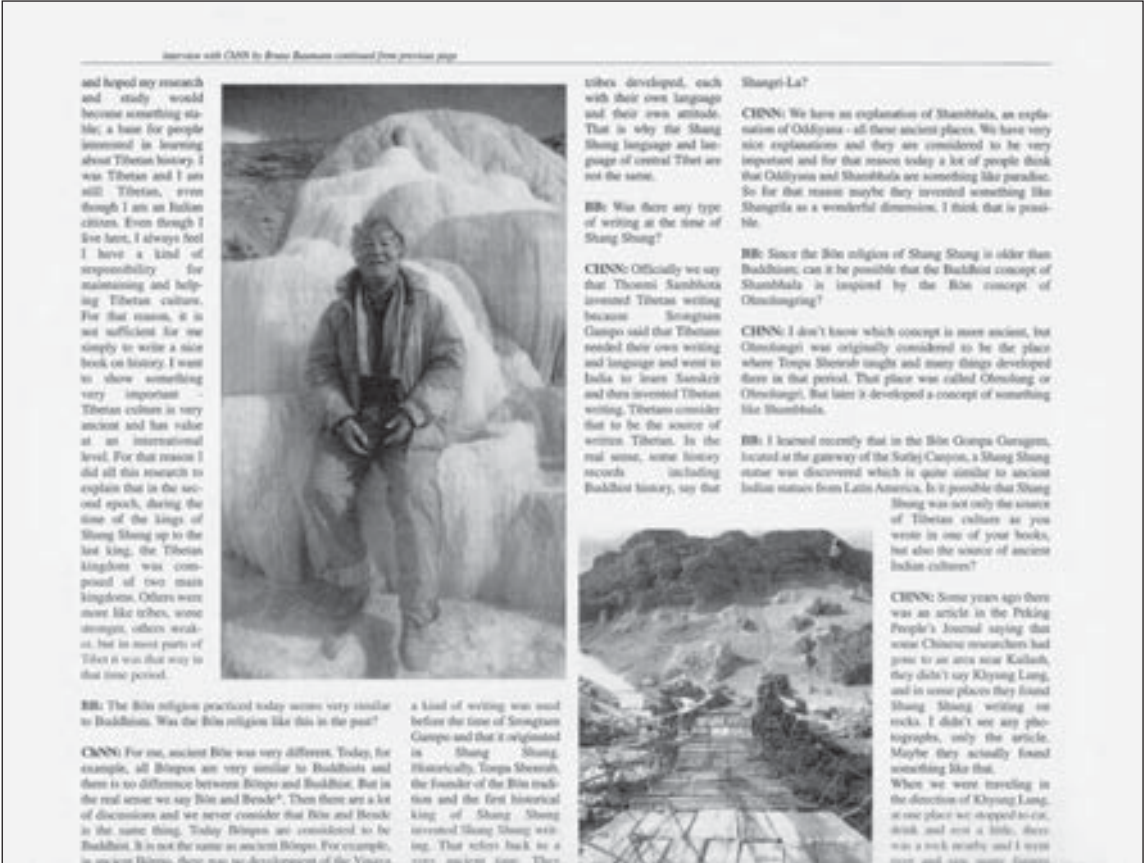 interview with ChNN by Bruno Baumann continued from previous page
and hoped my research
and study would
become something sta-
ble; a base for people
interested in learning
about Tibetan history. I
was Tibetan and I am
still Tibetan, even
though I am an Italian
citizen. Even though I
live here, I always feel
I have a kind of
responsibility for
maintaining and help-
ing Tibetan culture.
For that reason, it is
not sufficient for me
simply to write a nice
book on history. I want
to show something
very important -
Tibetan culture is very
ancient and has value
at an international
level. For that reason I
did all this research to
explain that in the sec-
ond epoch, during the
time of the kings of
Shang Shung up to the
last king, the Tibetan
kingdom was com-
posed of two main
kingdoms. Others were
more like tribes, some
stronger, others weak-
er, but in most parts of
Tibet it was that way in
that time period.
BB: The Bön religion practiced today seems very similar
to Buddhism. Was the Bön religion like this in the past?
ChNN: For me, ancient Bön was very different. Today, for
example, all Bönpos are very similar to Buddhists and
there is no difference between Bönpo and Buddhist. But in
the real sense we say Bön and Bende*. Then there are a lot
of discussions and we never consider that Bön and Bende
is the same thing. Today Bönpos are considered to be
Buddhist. It is not the same as ancient Bönpo. For example,
in ancient Bönpo, there was no development of the Vinaya
a kind of writing was used
before the time of Srongtsen
Gampo and that it originated
in Shang Shung.
Historically, Tonpa Shenrab,
the founder of the Bön tradi-
tion and the first historical
king of Shang Shung
invented Shang Shung writ-
ing. That refers back to a
very ancient time. They
tribes developed, each
with their own language
and their own attitude.
That is why the Shang
Shung language and lan-
guage of central Tibet are
not the same.
BB: Was there any type
of writing at the time of
Shang Shung?
CHNN: Officially we say
that Thonmi Sambhota
invented Tibetan writing
because Srongtsen
Gampo said that Tibetans
needed their own writing
and language and went to
India to learn Sanskrit
and then invented Tibetan
writing. Tibetans consider
that to be the source of
written Tibetan. In the
real sense, some history
records including
Buddhist history, say that
Shangri-La?
CHNN: We have an explanation of Shambhala, an expla-
nation of Oddiyana - all these ancient places. We have very
nice explanations and they are considered to be very
important and for that reason today a lot of people think
that Oddiyana and Shambhala are something like paradise.
So for that reason maybe they invented something like
Shangrila as a wonderful dimension. I think that is possi-
ble.
BB: Since the Bön religion of Shang Shung is older than
Buddhism; can it be possible that the Buddhist concept of
Shambhala is inspired by the Bön concept of
Olmolungring?
CHNN: I don't know which concept is more ancient, but
Olmolungri was originally considered to be the place
where Tonpa Shenrab taught and many things developed
there in that period. That place was called Olmolung or
Olmolungri. But later it developed a concept of something
like Shambhala.
BB: I learned recently that in the Bön Gompa Gurugem,
located at the gateway of the Sutlej Canyon, a Shang Shung
statue was discovered which is quite similar to ancient
Indian statues from Latin America. Is it possible that Shang
Shung was not only the source
of Tibetan culture as you
wrote in one of your books,
but also the source of ancient
Indian cultures?
CHNN: Some years ago there
was an article in the Peking
People's Journal saying that
some Chinese researchers had
gone to an area near Kailash,
they didn't say Khyung Lung,
and in some places they found
Shang Shung writing on
rocks. I didn't see any pho-
tographs, only the article.
Maybe they actually found
something like that.
When we were traveling in
the direction of Khyung Lung,
at one place we stopped to eat,
drink and rest a little, there
was a rock nearby and I went